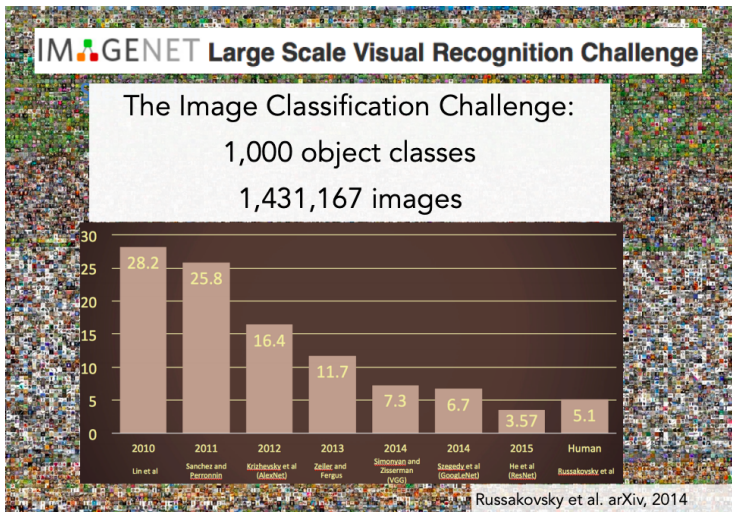 IMAGENET Large Scale Visual Recognition Challenge
The Image Classification Challenge:
1,000 object classes
1,431,167 images
30
25
20
15
10
5
0
28.2
25.8
16.4
11.7
7.3
6.7
3.57
5.1
2010
2011
2012
2013
2014
2014
2015
Human
Lin et al
Sanchez and
Perronnin
Krizhevsky et al
(AlexNet)
Zeiler and
Fergus
Simonyan and
Zisserman
(VGG)
Szegedy et al
(GoogLeNet)
He et al
(ResNet)
Russakovsky et al
Russakovsky et al. arXiv, 2014